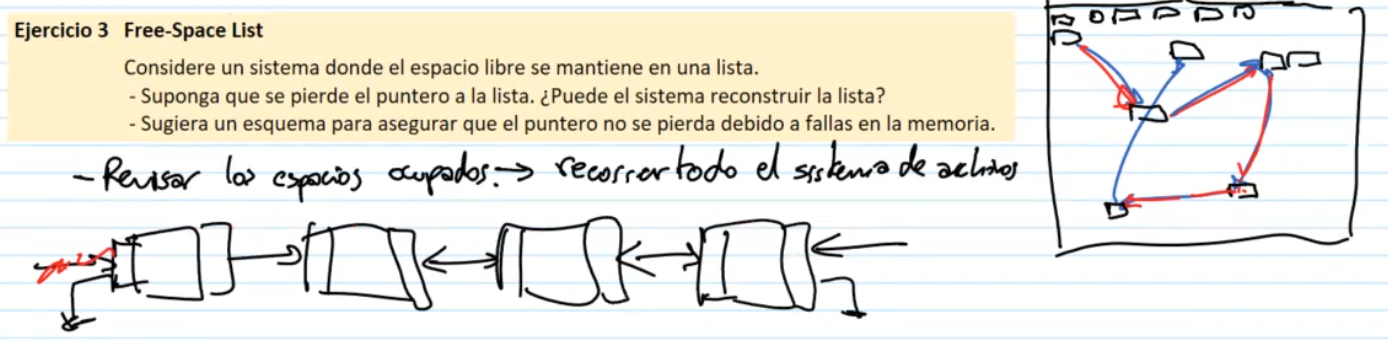 Ejercicio 3 Free-Space List
Considere un sistema donde el espacio libre se mantiene en una lista.
- Suponga que se pierde el puntero a la lista. ¿Puede el sistema reconstruir la lista?
- Sugiera un esquema para asegurar que el puntero no se pierda debido a fallas en la memoria.
- Revisar los espacios ocupados. → recorrer todo el sistema de archivos